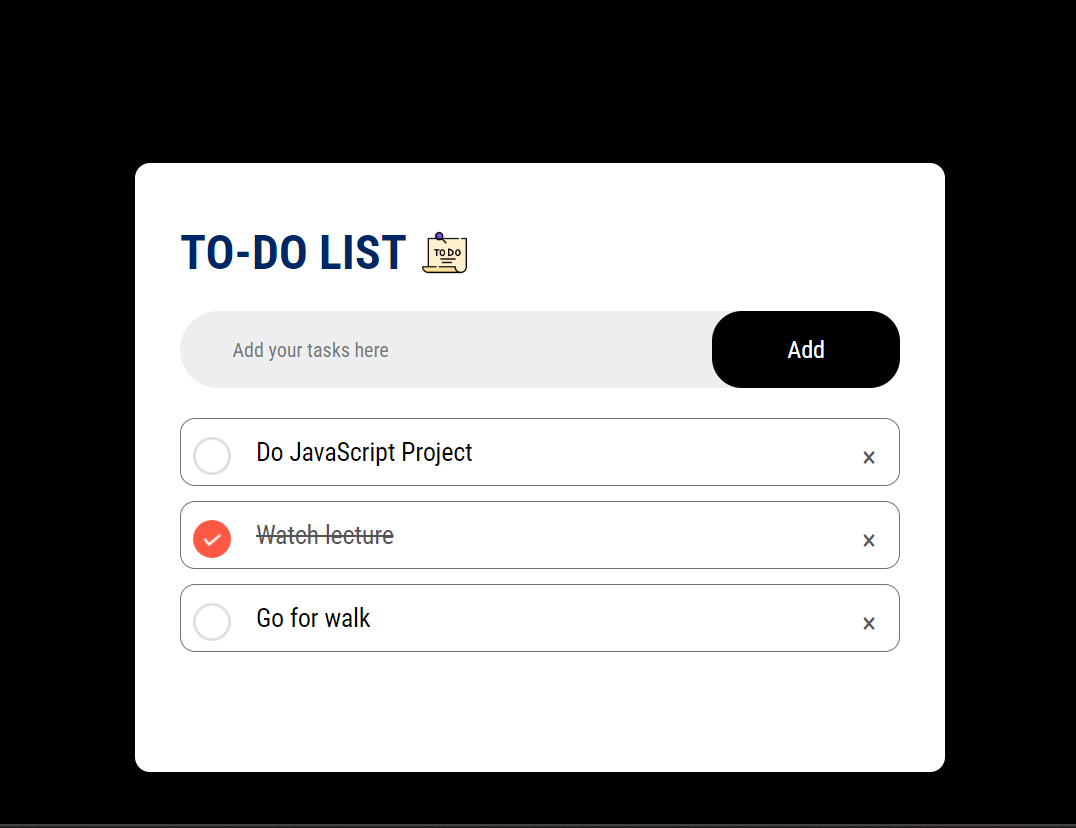 TO-DO LIST
TO DO
Add your tasks here
Add
Do JavaScript Project
×
Watch lecture
×
Go for walk
×